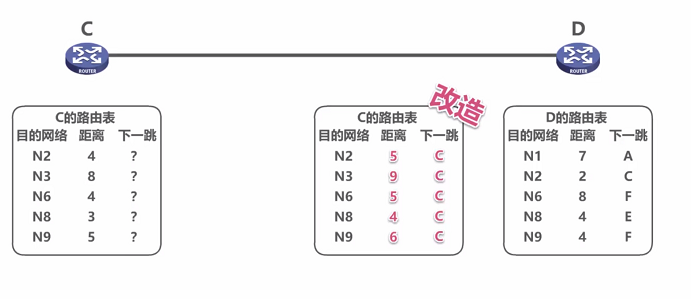 C
D
ROUTER
ROUTER
C的路由表
目的网络 距离 下一跳
N2 4 ?
N3 8 ?
N6 4 ?
N8 3 ?
N9 5 ?
改造
C的路由表
目的网络 距离 下一跳
N2 5 C
N3 9 C
N6 5 C
N8 4 C
N9 6 C
D的路由表
目的网络 距离 下一跳
N1 7 A
N2 2 C
N6 8 F
N8 4 E
N9 4 F